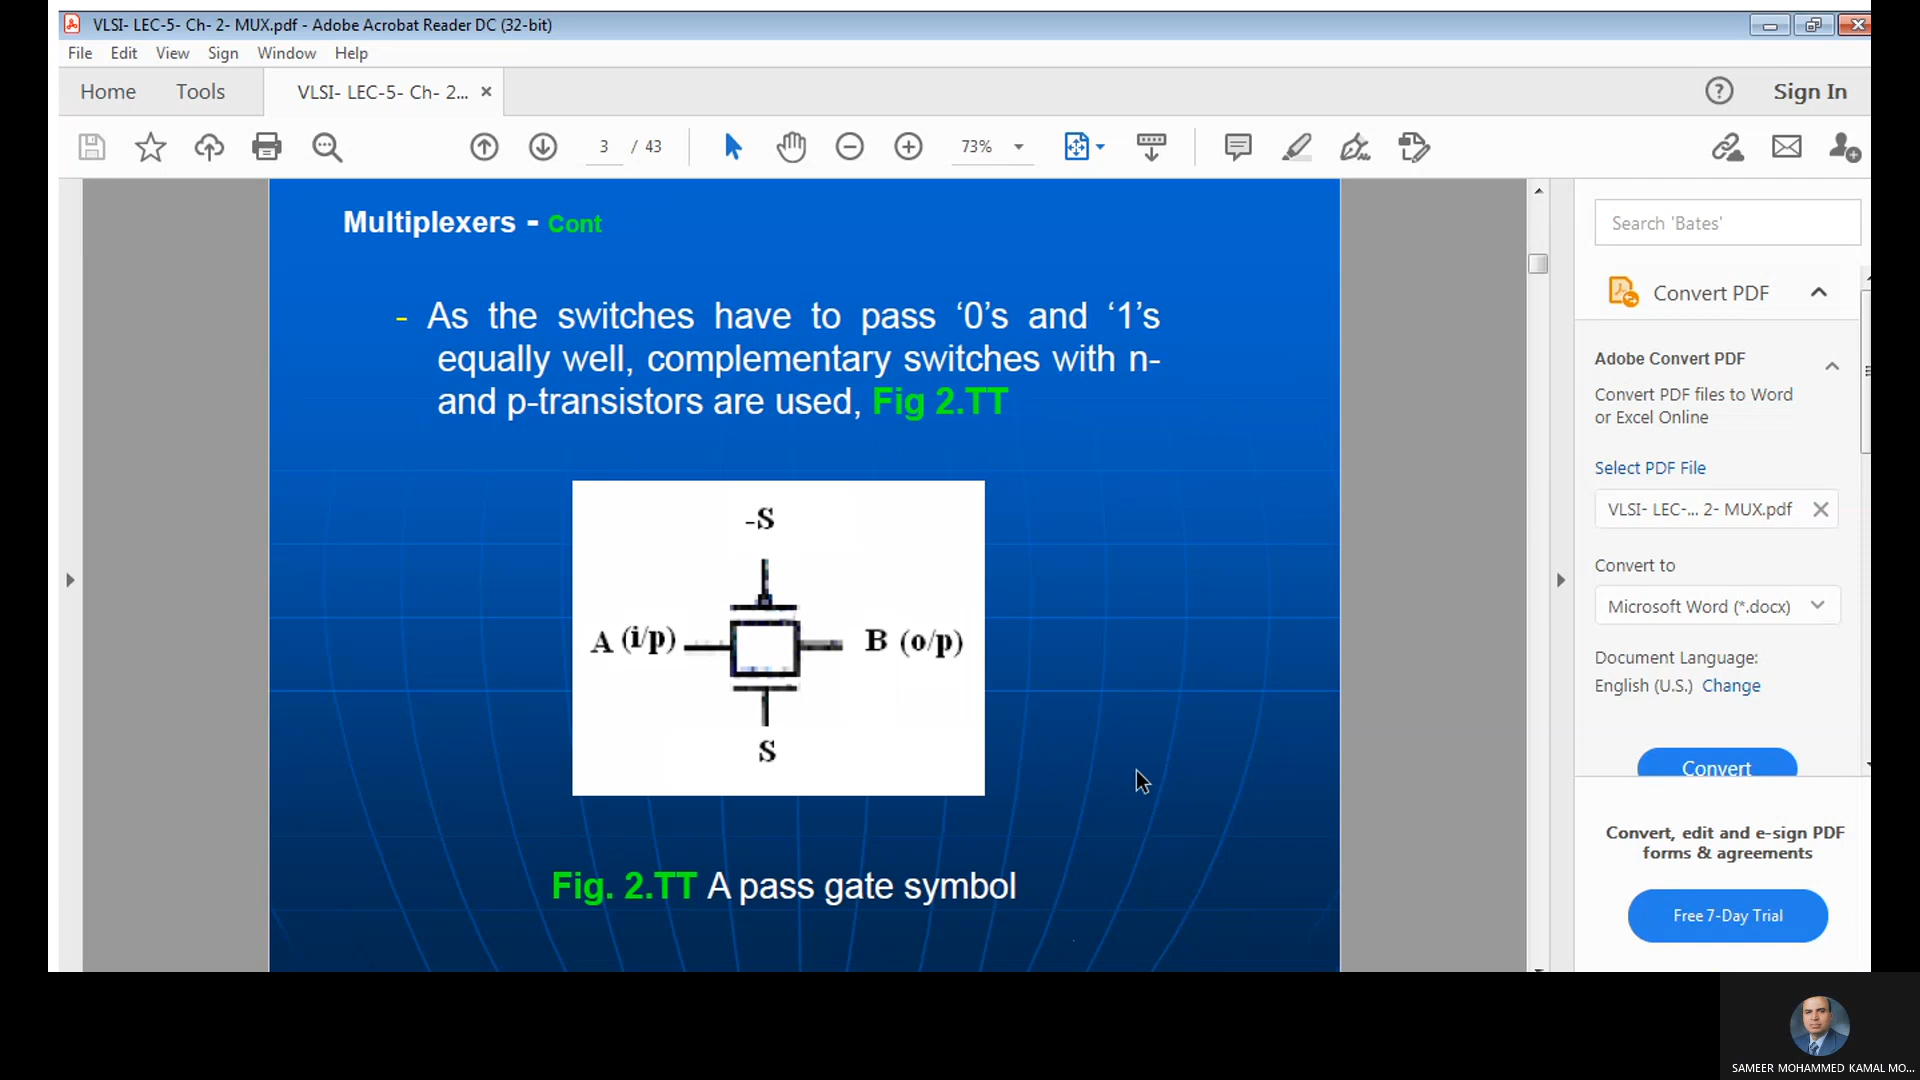 VLSI- LEC-5- Ch- 2- MUX.pdf - Adobe Acrobat Reader DC (32-bit)
File Edit View Sign Window Help
Home Tools VLSI- LEC-5- Ch- 2... × Sign In
3 / 43 73%
Multiplexers - Cont
- As the switches have to pass ‘0’s and ‘1’s
equally well, complementary switches with n-
and p-transistors are used, Fig 2.TT
-S
A (i/p) B (o/p)
S
Fig. 2.TT A pass gate symbol
Search 'Bates'
Convert PDF
Adobe Convert PDF
Convert PDF files to Word
or Excel Online
Select PDF File
VLSI- LEC-... 2- MUX.pdf
Convert to
Microsoft Word (*.docx)
Document Language:
English (U.S.) Change
Convert
Convert, edit and e-sign PDF
forms & agreements
Free 7-Day Trial
SAMEER MOHAMMED KAMAL MO...